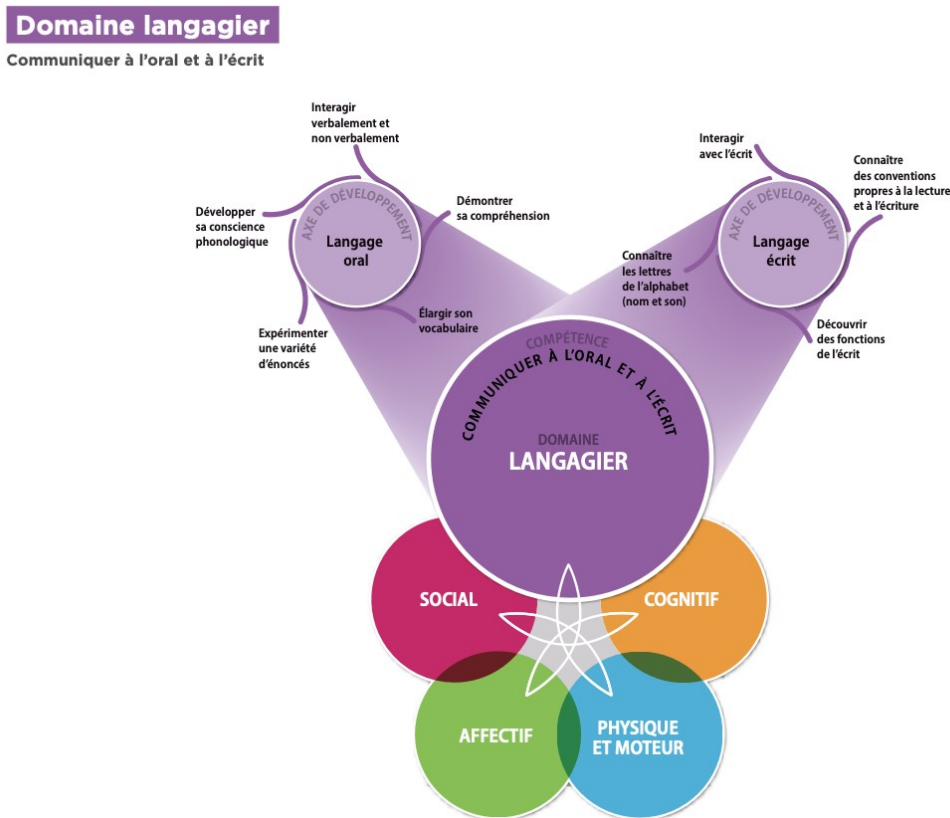 Domaine langagier
Communiquer à l'oral et à l'écrit
Interagir
verbalement et
non verbalement
Développer
sa conscience
phonologique
AXE DE DÉVELOPPEMENT
Langage
oral
Démontrer
sa compréhension
Expérimenter
une variété
d'énoncés
Élargir son
vocabulaire
Interagir
avec l'écrit
Connaître
des conventions
propres à la lecture
et à l'écriture
AXE DE DÉVELOPPEMENT
Langage
écrit
Connaître
les lettres
de l'alphabet
(nom et son)
Découvrir
des fonctions
de l'écrit
COMPÉTENCE
COMMUNIQUER À L'ORAL ET À L'ÉCRIT
DOMAINE
LANGAGIER
SOCIAL
COGNITIF
AFFECTIF
PHYSIQUE
ET MOTEUR